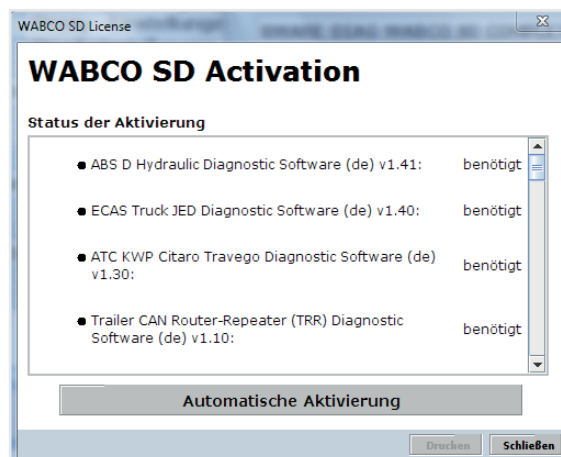 WABCO SD License
WABCO SD Activation
Status der Aktivierung
ABS D Hydraulic Diagnostic Software (de) v1.41: benötigt
ECAS Truck JED Diagnostic Software (de) v1.40: benötigt
ATC KWP Citaro Travego Diagnostic Software (de)
v1.30: benötigt
Trailer CAN Router-Repeater (TRR) Diagnostic
Software (de) v1.10: benötigt
Automatische Aktivierung
Drucken Schließen